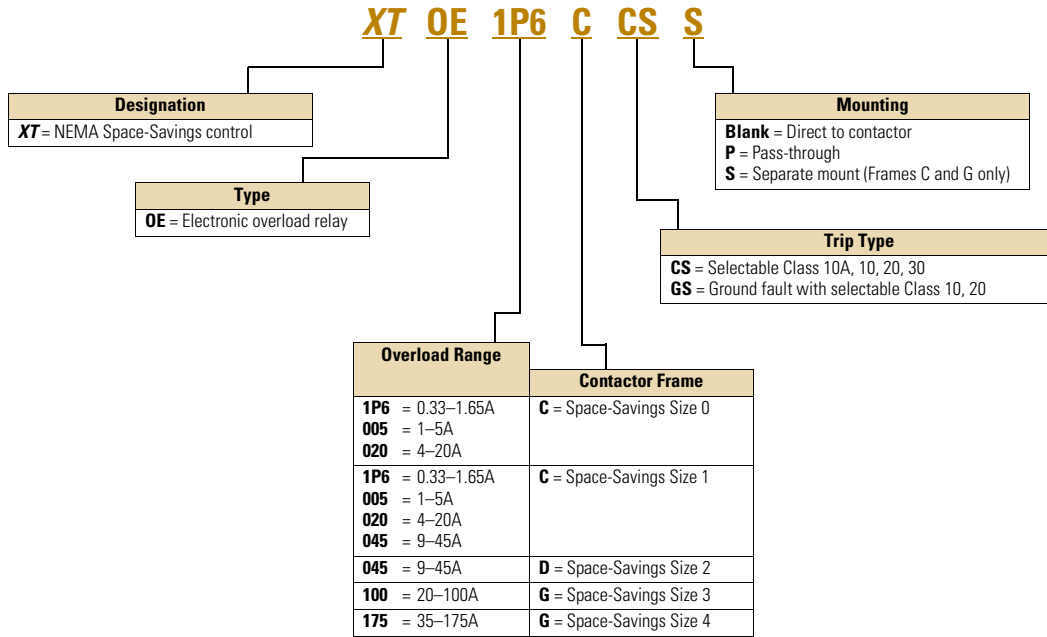 XT OE 1P6 C CS S
Designation
XT = NEMA Space-Savings control
Type
OE = Electronic overload relay
Mounting
Blank = Direct to contactor
P = Pass-through
S = Separate mount (Frames C and G only)
Trip Type
CS = Selectable Class 10A, 10, 20, 30
GS = Ground fault with selectable Class 10, 20
Overload Range
Contactor Frame
1P6 = 0.33–1.65A C = Space-Savings Size 0
005 = 1–5A
020 = 4–20A
1P6 = 0.33–1.65A C = Space-Savings Size 1
005 = 1–5A
020 = 4–20A
045 = 9–45A
045 = 9–45A D = Space-Savings Size 2
100 = 20–100A G = Space-Savings Size 3
175 = 35–175A G = Space-Savings Size 4